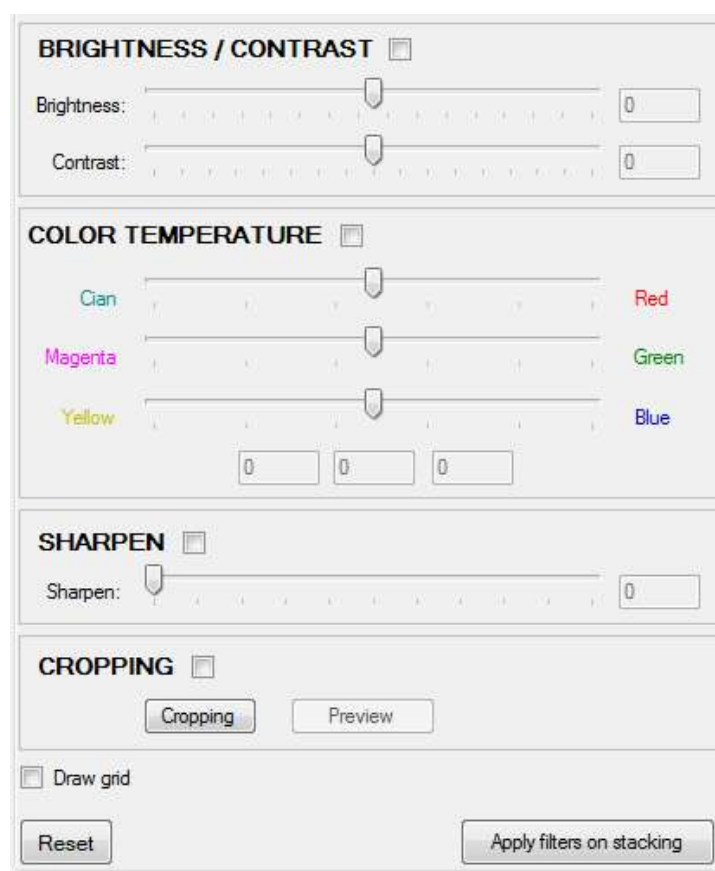 BRIGHTNESS / CONTRAST
Brightness: 0
Contrast: 0
COLOR TEMPERATURE
Cian Red
Magenta Green
Yellow Blue
0 0 0
SHARPEN
Sharpen: 0
CROPPING
Cropping Preview
Draw grid
Reset Apply filters on stacking